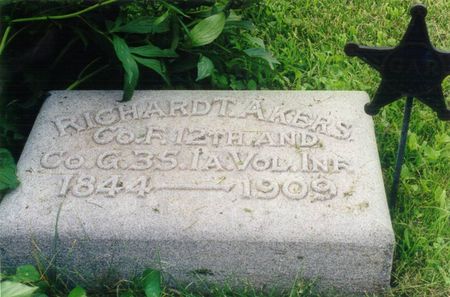 RICHARD T. AKERS.
CO. F. 12TH. AND
CO. G. 35. IA. VOL. INF.
1844 — 1909